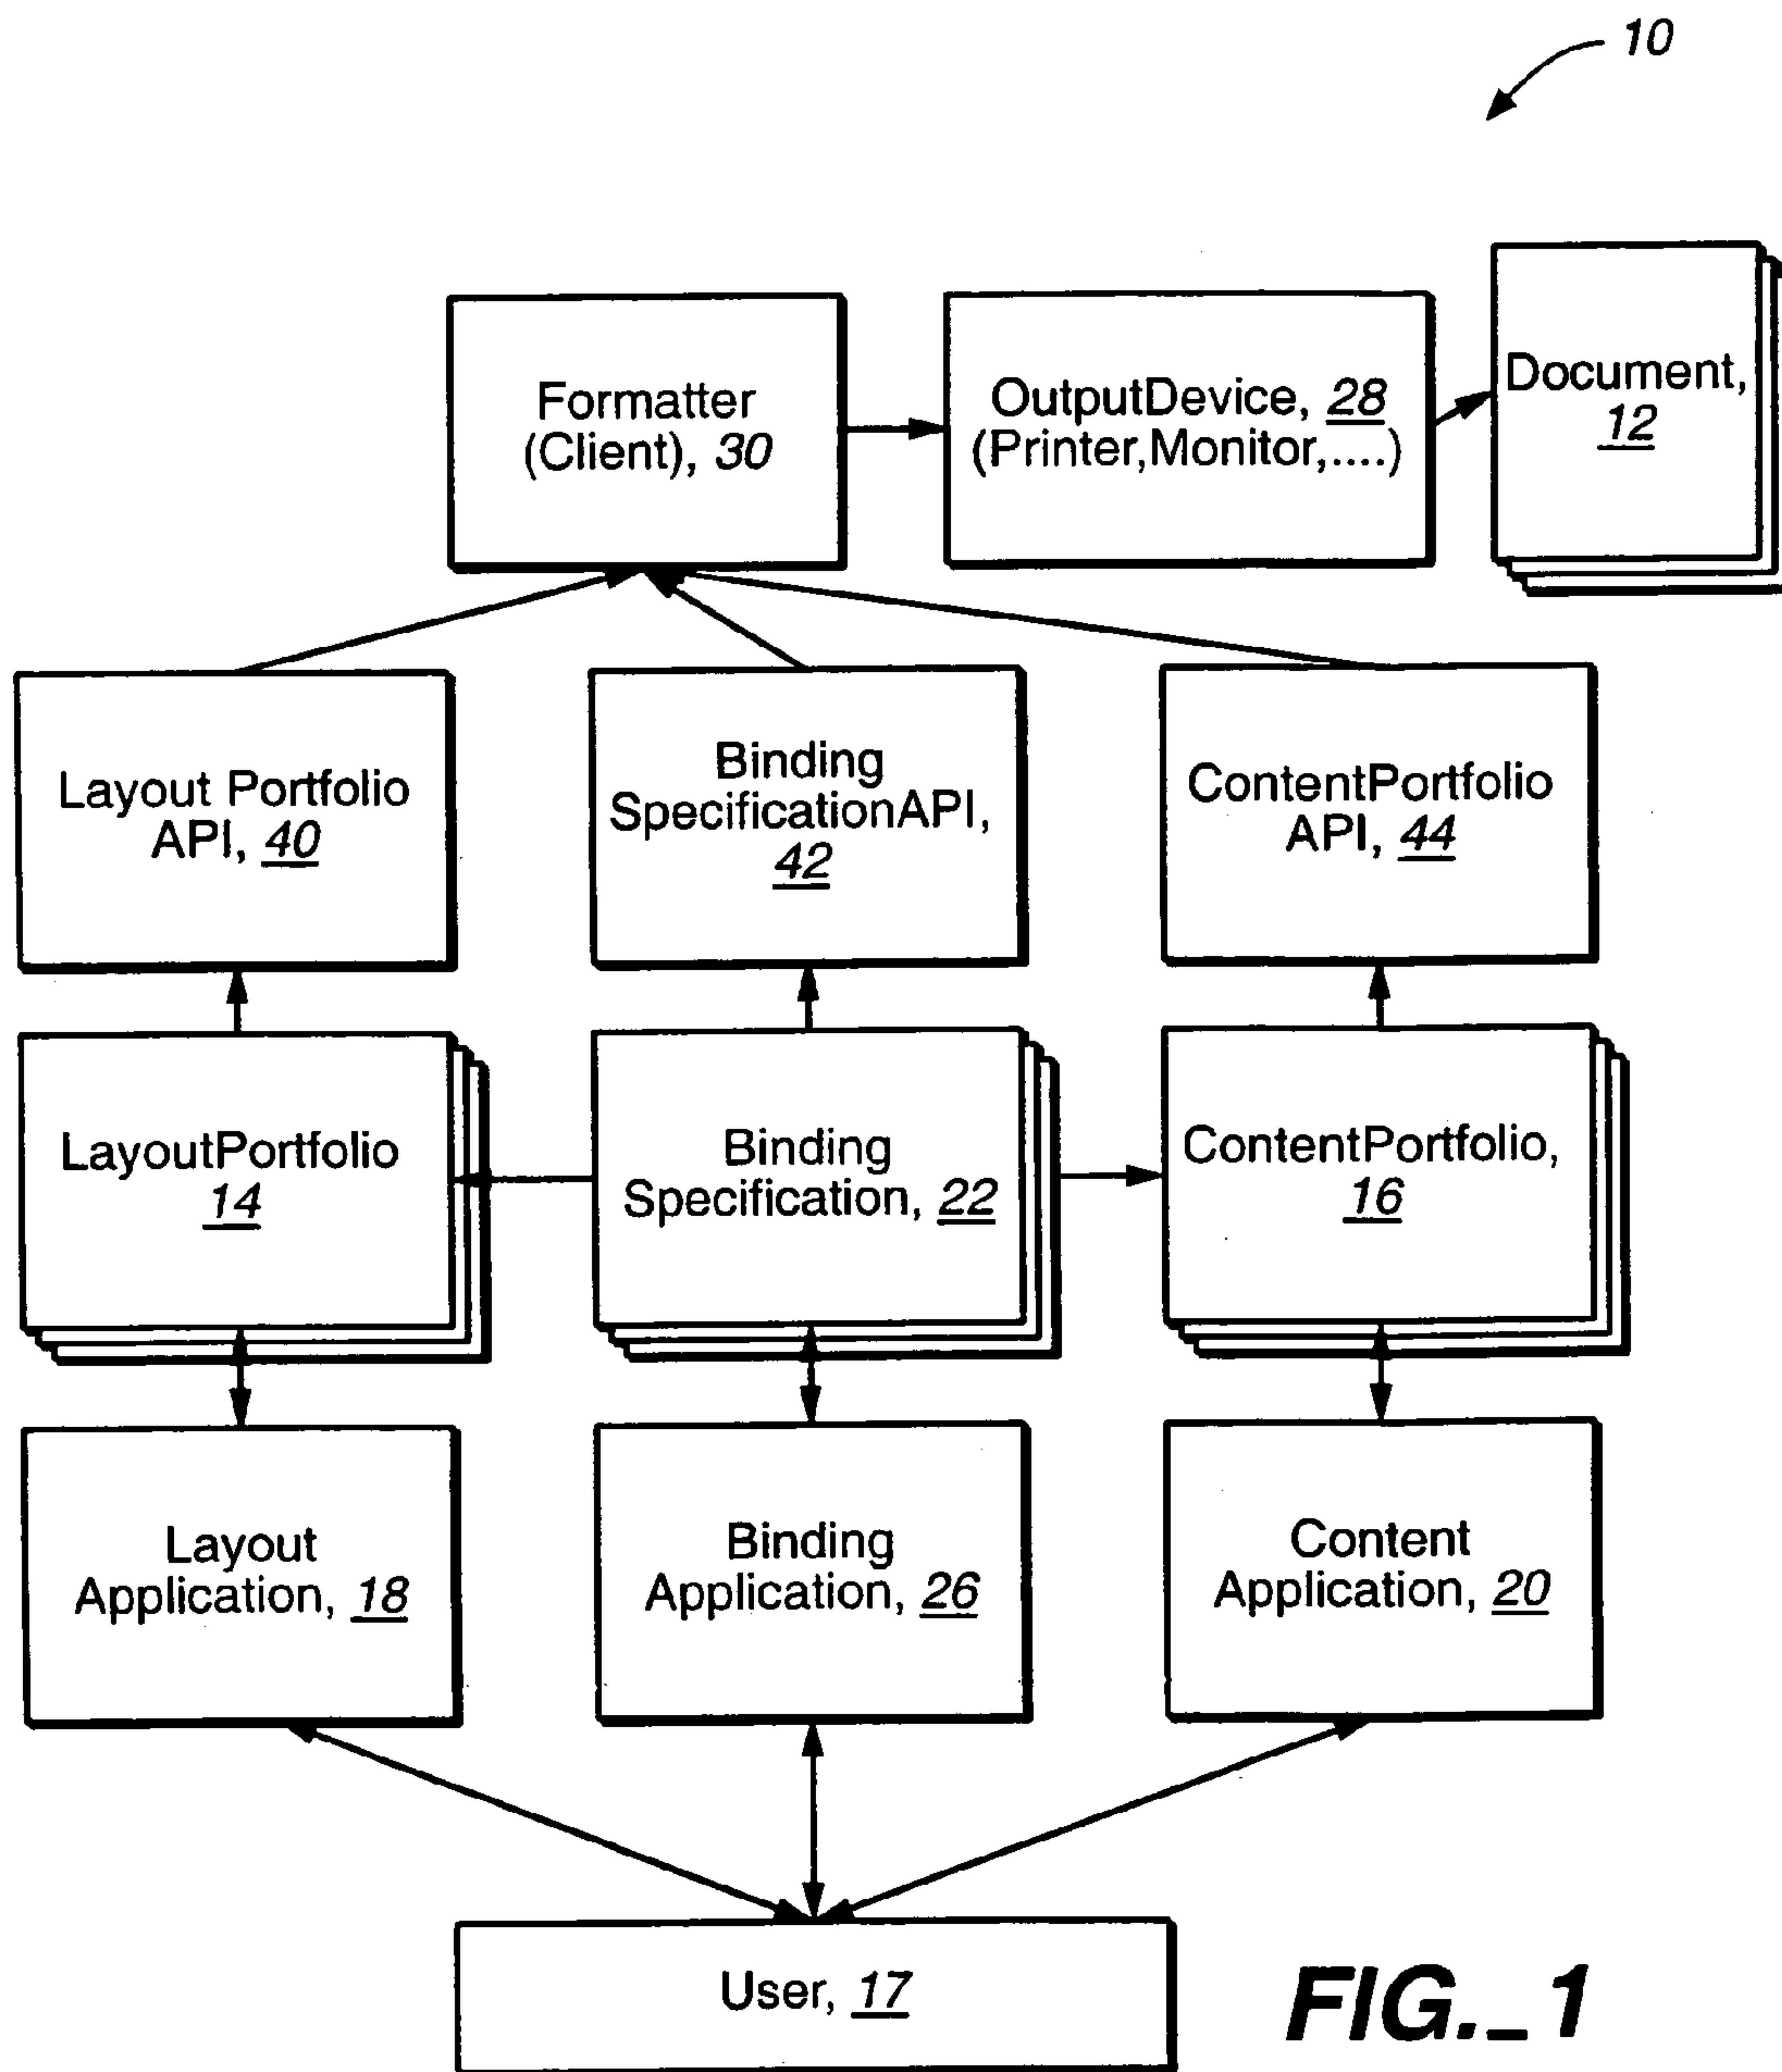 10
Formatter
(Client), 30
OutputDevice, 28
(Printer,Monitor,....)
Document,
12
Layout Portfolio
API, 40
Binding
SpecificationAPI,
42
ContentPortfolio
API, 44
LayoutPortfolio
14
Binding
Specification, 22
ContentPortfolio,
16
Layout
Application, 18
Binding
Application, 26
Content
Application, 20
User, 17
FIG._1